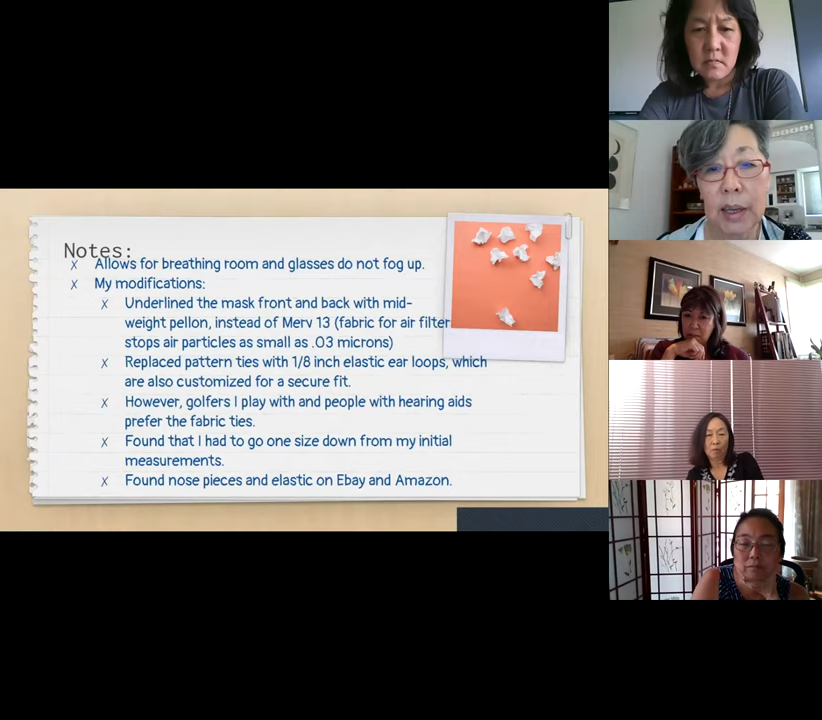 Notes:
x Allows for breathing room and glasses do not fog up.
x My modifications:
x Underlined the mask front and back with mid-
weight pellon, instead of Merv 13 (fabric for air filter
stops air particles as small as .03 microns)
x Replaced pattern ties with 1/8 inch elastic ear loops, which
are also customized for a secure fit.
x However, golfers I play with and people with hearing aids
prefer the fabric ties.
x Found that I had to go one size down from my initial
measurements.
x Found nose pieces and elastic on Ebay and Amazon.